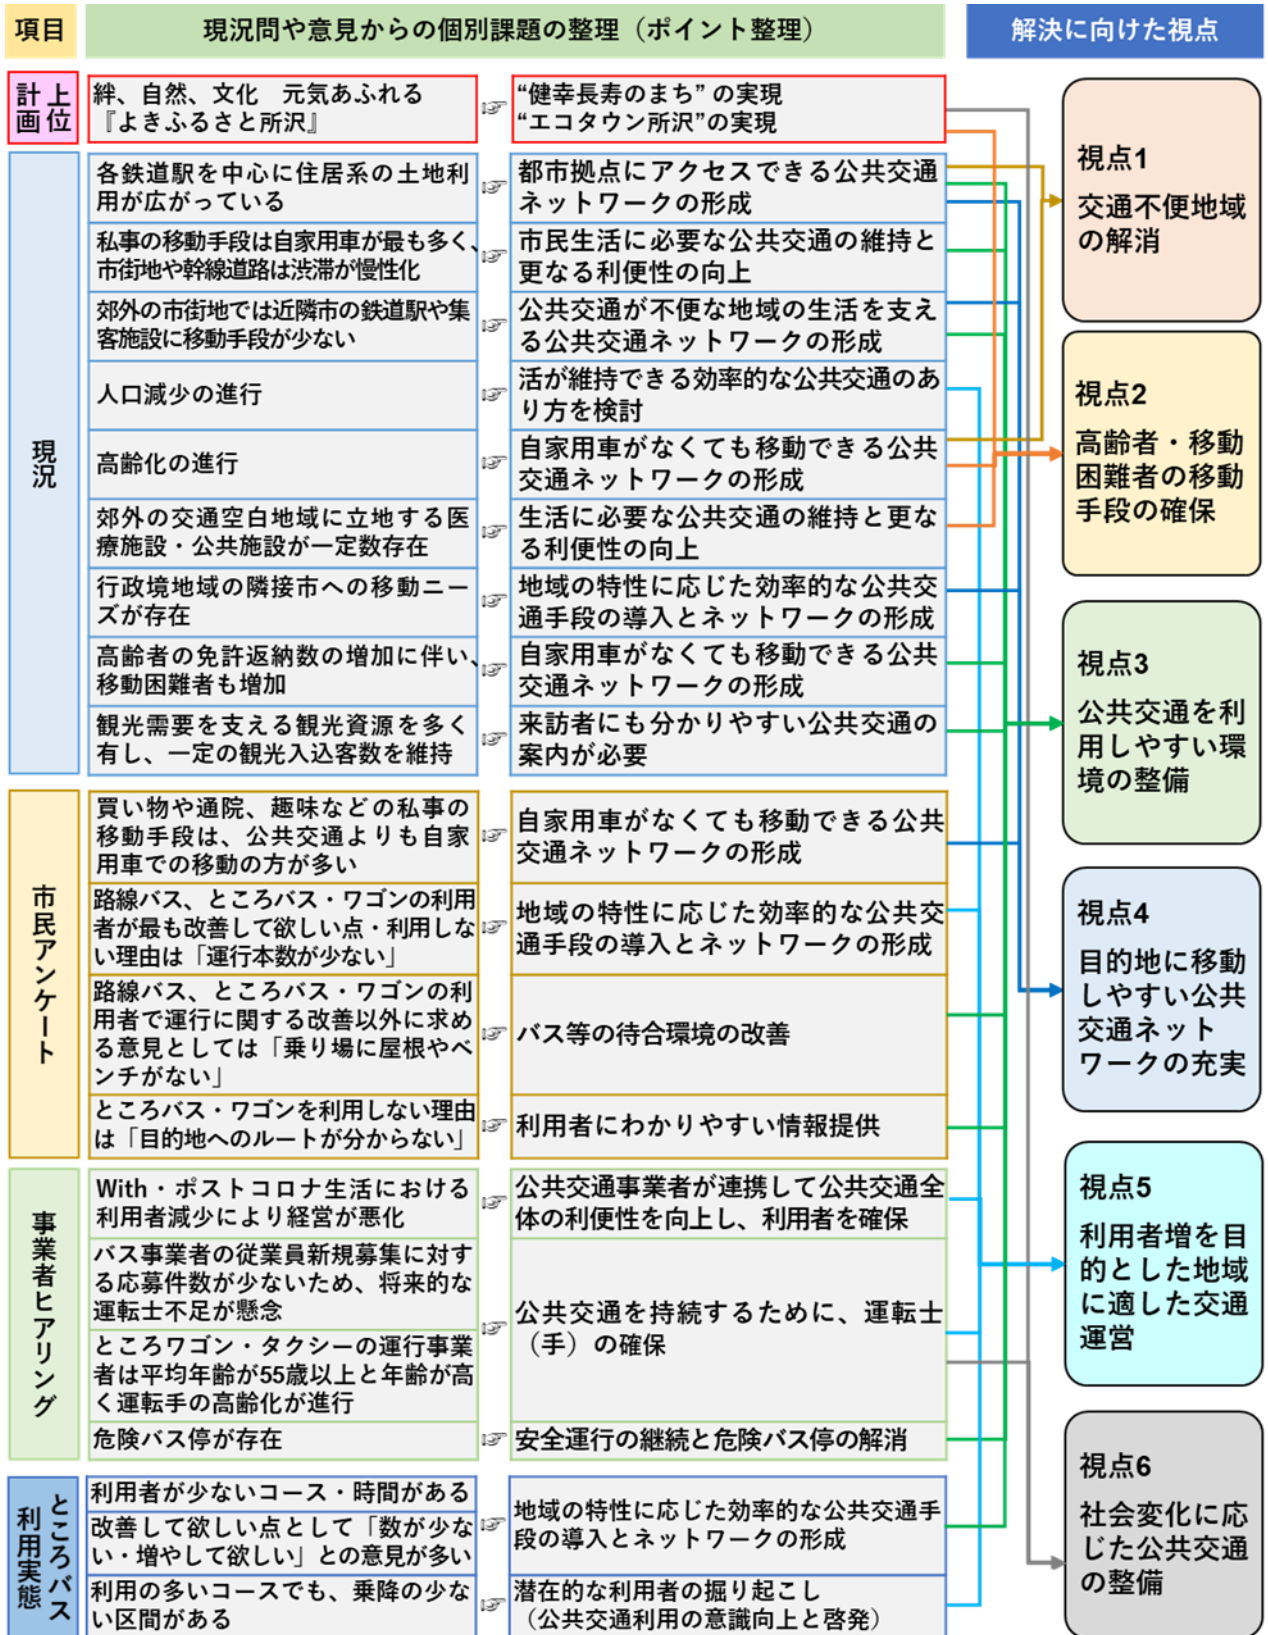 項目
現況問や意見からの個別課題の整理（ポイント整理）
解決に向けた視点
上位
計画
絆、自然、文化　元気あふれる
『よきふるさと所沢』
☞
“健幸長寿のまち” の実現
“エコタウン所沢”の実現
現況
各鉄道駅を中心に住居系の土地利
用が広がっている
☞
都市拠点にアクセスできる公共交通
ネットワークの形成
私事の移動手段は自家用車が最も多く、
市街地や幹線道路は渋滞が慢性化
☞
市民生活に必要な公共交通の維持と
更なる利便性の向上
郊外の市街地では近隣市の鉄道駅や集
客施設に移動手段が少ない
☞
公共交通が不便な地域の生活を支え
る公共交通ネットワークの形成
人口減少の進行
☞
活が維持できる効率的な公共交通のあ
り方を検討
高齢化の進行
☞
自家用車がなくても移動できる公共
交通ネットワークの形成
郊外の交通空白地域に立地する医
療施設・公共施設が一定数存在
☞
生活に必要な公共交通の維持と更な
る利便性の向上
行政境地域の隣接市への移動ニー
ズが存在
☞
地域の特性に応じた効率的な公共交
通手段の導入とネットワークの形成
高齢者の免許返納数の増加に伴い、
移動困難者も増加
☞
自家用車がなくても移動できる公共
交通ネットワークの形成
観光需要を支える観光資源を多く
有し、一定の観光入込客数を維持
☞
来訪者にも分かりやすい公共交通の
案内が必要
市民アンケート
買い物や通院、趣味などの私事の
移動手段は、公共交通よりも自家
用車での移動の方が多い
☞
自家用車がなくても移動できる公共
交通ネットワークの形成
路線バス、ところバス・ワゴンの利用
者が最も改善して欲しい点・利用しな
い理由は「運行本数が少ない」
☞
地域の特性に応じた効率的な公共交
通手段の導入とネットワークの形成
路線バス、ところバス・ワゴンの利
用者で運行に関する改善以外に求め
る意見としては「乗り場に屋根やベ
ンチがない」
☞
バス等の待合環境の改善
ところバス・ワゴンを利用しない理由
は「目的地へのルートが分からない」
☞
利用者にわかりやすい情報提供
事業者ヒアリング
With・ポストコロナ生活における
利用者減少により経営が悪化
☞
公共交通事業者が連携して公共交通全
体の利便性を向上し、利用者を確保
バス事業者の従業員新規募集に対す
る応募件数が少ないため、将来的な
運転士不足が懸念
ところワゴン・タクシーの運行事業
者は平均年齢が55歳以上と年齢が高
く運転手の高齢化が進行
☞
公共交通を持続するために、運転士
（手）の確保
危険バス停が存在
☞
安全運行の継続と危険バス停の解消
ところバス
利用実態
利用者が少ないコース・時間がある
改善して欲しい点として「数が少な
い・増やして欲しい」との意見が多い
☞
地域の特性に応じた効率的な公共交通手
段の導入とネットワークの形成
利用の多いコースでも、乗降の少な
い区間がある
☞
潜在的な利用者の掘り起こし
（公共交通利用の意識向上と啓発）
視点1
交通不便地域
の解消
視点2
高齢者・移動
困難者の移動
手段の確保
視点3
公共交通を利
用しやすい環
境の整備
視点4
目的地に移動
しやすい公共
交通ネット
ワークの充実
視点5
利用者増を目
的とした地域
に適した交通
運営
視点6
社会変化に応
じた公共交通
の整備